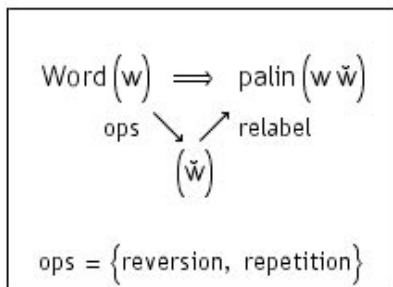 Word (w) ⟹ palin (w w̌)
ops ↘ ↗ relabel
(w̌)
ops = {reversion, repetition}